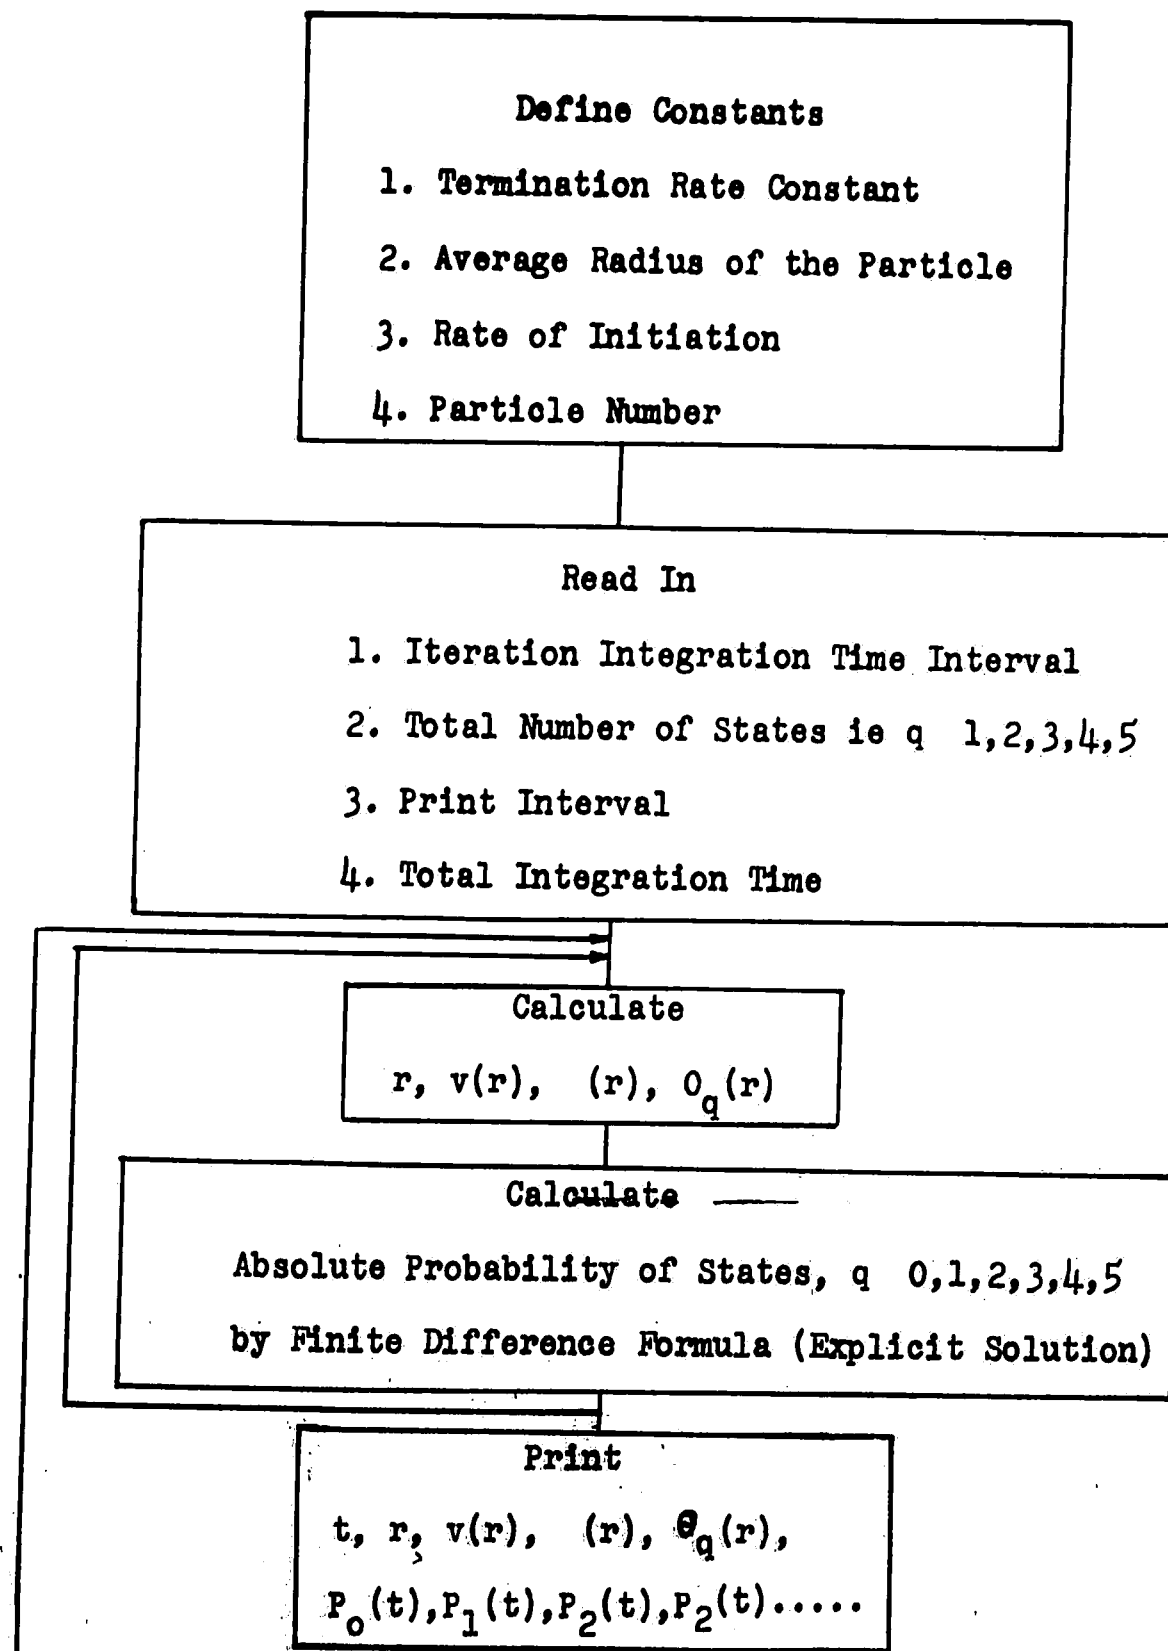 Define Constants
1. Termination Rate Constant
2. Average Radius of the Particle
3. Rate of Initiation
4. Particle Number
Read In
1. Iteration Integration Time Interval
2. Total Number of States ie q 1,2,3,4,5
3. Print Interval
4. Total Integration Time
Calculate
r, v(r), (r), O_q(r)
Calculate
Absolute Probability of States, q 0,1,2,3,4,5
by Finite Difference Formula (Explicit Solution)
Print
t, r, v(r), (r), θ_q(r),
P_o(t),P_1(t),P_2(t),P_2(t).....